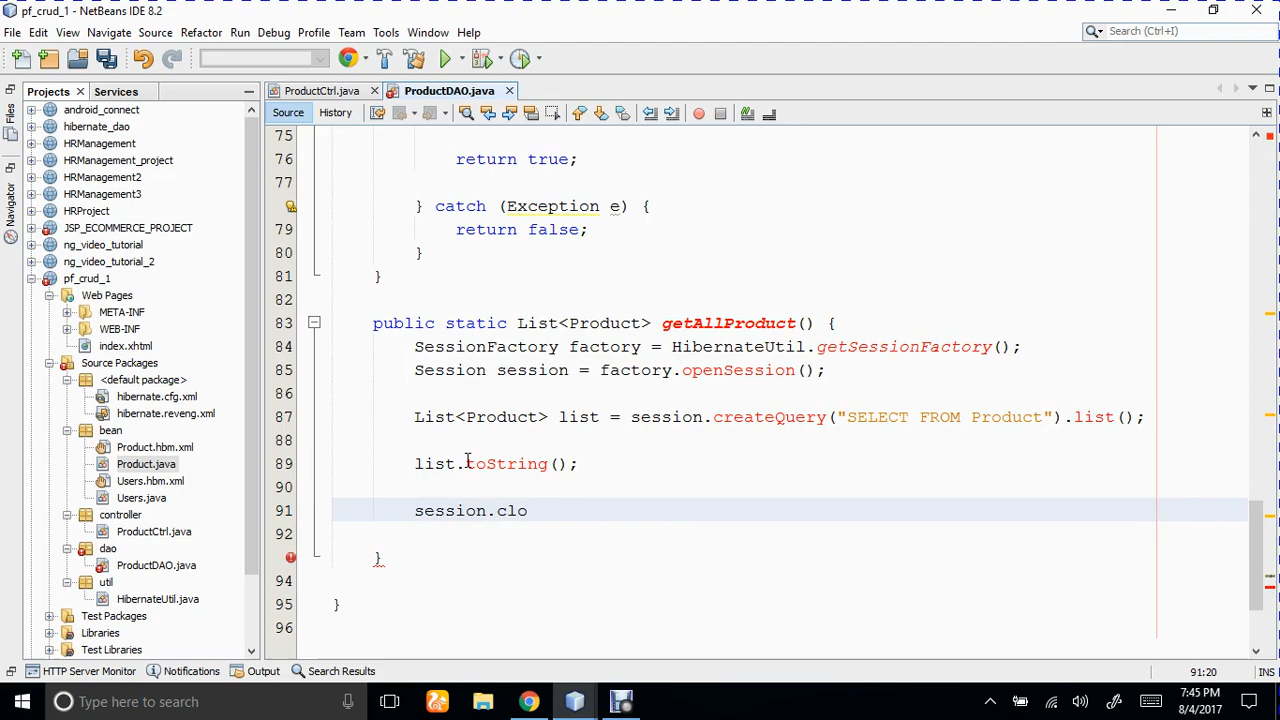 pf_crud_1 - NetBeans IDE 8.2
File Edit View Navigate Source Refactor Run Debug Profile Team Tools Window Help
Search (Ctrl+I)
Projects Services
ProductCtrl.java ProductDAO.java
Source History
Files
Navigator
android_connect
hibernate_dao
HRManagement
HRManagement_project
HRManagement2
HRManagement3
HRProject
JSP_ECOMMERCE_PROJECT
ng_video_tutorial
ng_video_tutorial_2
pf_crud_1
Web Pages
META-INF
WEB-INF
index.xhtml
Source Packages
<default package>
hibernate.cfg.xml
hibernate.reveng.xml
bean
Product.hbm.xml
Product.java
Users.hbm.xml
Users.java
controller
ProductCtrl.java
dao
ProductDAO.java
util
HibernateUtil.java
Test Packages
Libraries
Test Libraries
75
76 return true;
77
} catch (Exception e) {
79 return false;
80 }
81 }
82
83 public static List<Product> getAllProduct() {
84 SessionFactory factory = HibernateUtil.getSessionFactory();
85 Session session = factory.openSession();
86
87 List<Product> list = session.createQuery("SELECT FROM Product").list();
88
89 list.toString();
90
91 session.clo
92
}
94
95 }
96
HTTP Server Monitor Notifications Output Search Results
91:20 INS
Type here to search
7:45 PM
8/4/2017